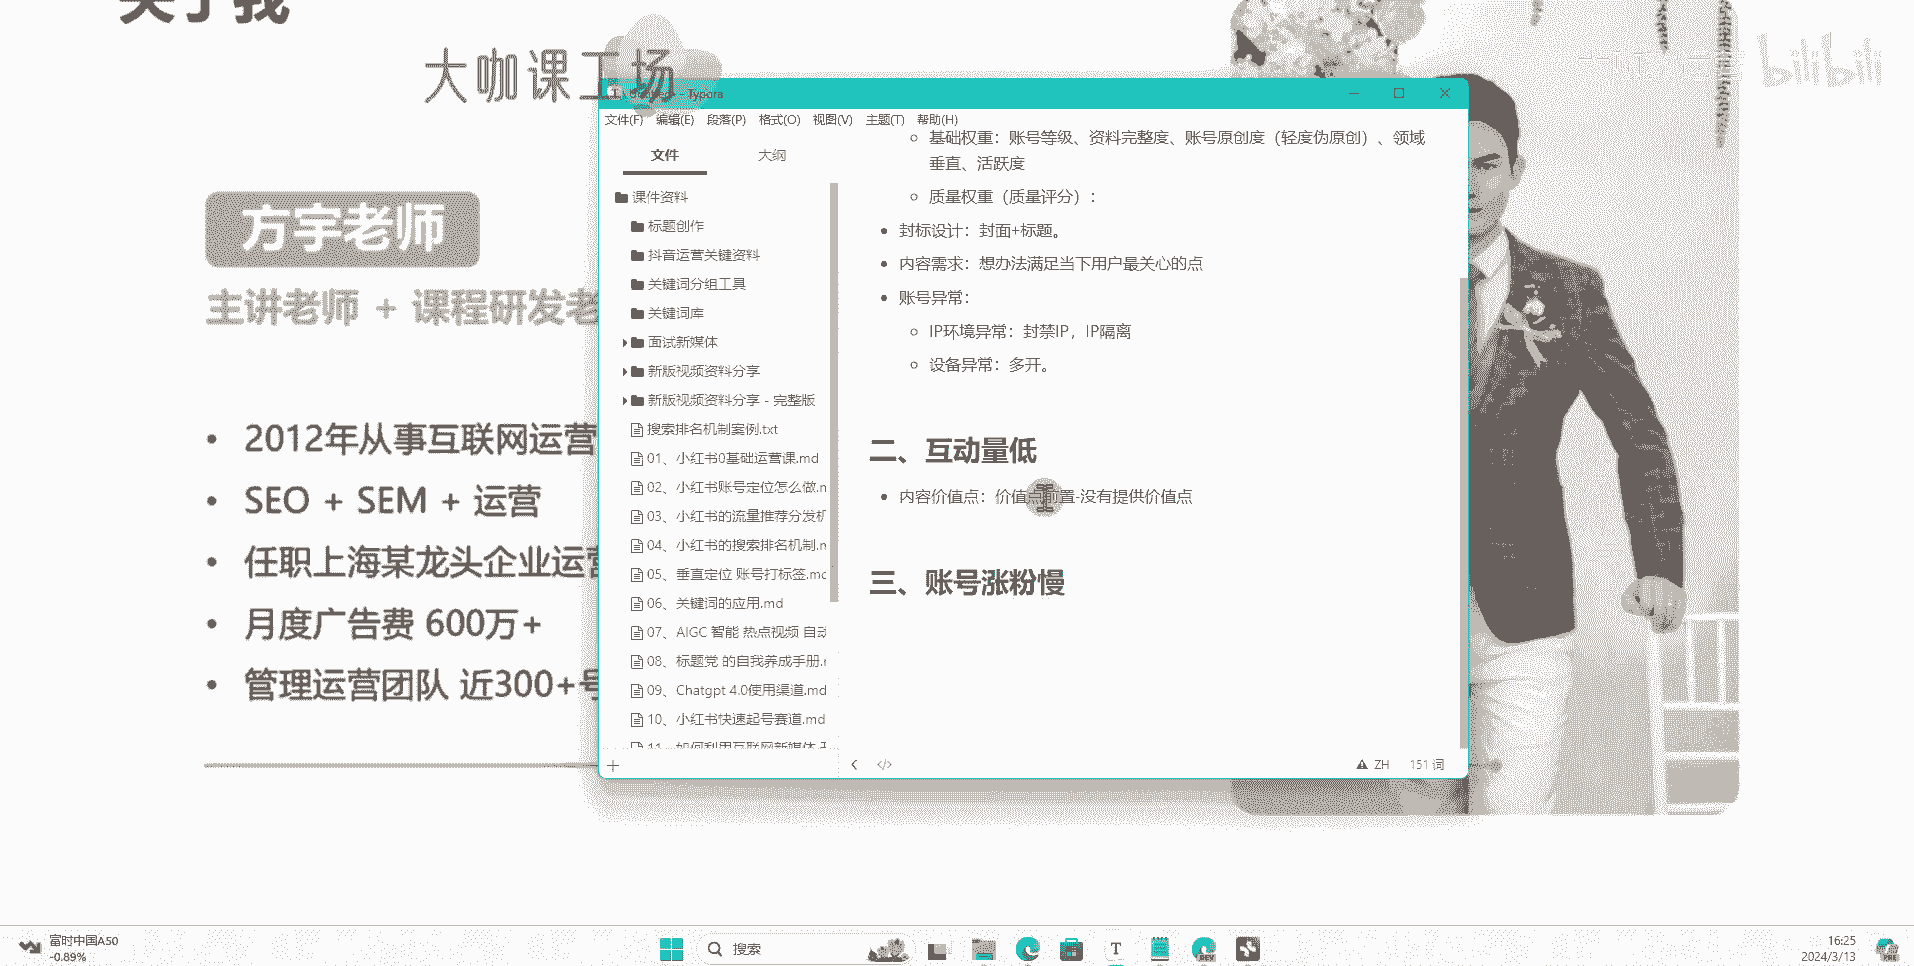 关于我
大咖课工场
bilibili
方宇老师
主讲老师 + 课程研发老
2012年从事互联网运营
SEO + SEM + 运营
任职上海某龙头企业运营
月度广告费 600万+
管理运营团队 近300+号
Typora
文件(F) 编辑(E) 段落(P) 格式(O) 视图(V) 主题(T) 帮助(H)
文件 大纲
课件资料
标题创作
抖音运营关键资料
关键词分组工具
关键词库
面试新媒体
新版视频资料分享
新版视频资料分享 - 完整版
搜索排名机制案例.txt
01、小红书0基础运营课.md
02、小红书账号定位怎么做.n
03、小红书的流量推荐分发机
04、小红书的搜索排名机制.n
05、垂直定位 账号打标签.mc
06、关键词的应用.md
07、AIGC 智能 热点视频 自动
08、标题党 的自我养成手册.r
09、Chatgpt 4.0使用渠道.md
10、小红书快速起号赛道.md
11、如何利用互联网新媒体
基础权重：账号等级、资料完整度、账号原创度（轻度伪原创）、领域
垂直、活跃度
质量权重（质量评分）：
封标设计：封面+标题。
内容需求：想办法满足当下用户最关心的点
账号异常：
IP环境异常：封禁IP，IP隔离
设备异常：多开。
二、互动量低
内容价值点：价值点前置-没有提供价值点
三、账号涨粉慢
ZH 151 词
富时中国A50
-0.89%
搜索
16:25
2024/3/13